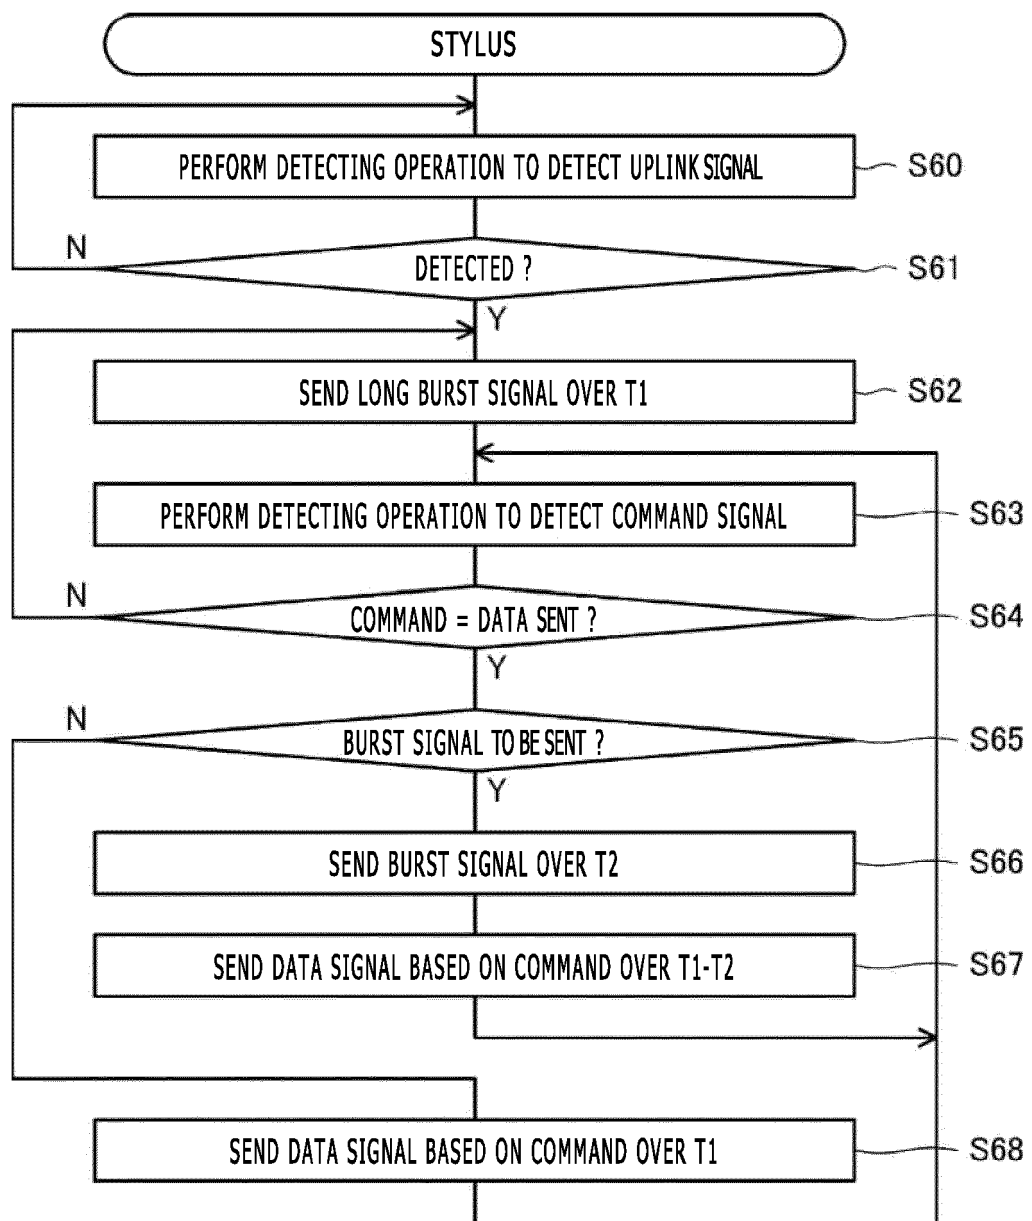 STYLUS
PERFORM DETECTING OPERATION TO DETECT UPLINK SIGNAL
S60
N
DETECTED ?
S61
Y
SEND LONG BURST SIGNAL OVER T1
S62
PERFORM DETECTING OPERATION TO DETECT COMMAND SIGNAL
S63
N
COMMAND = DATA SENT ?
S64
Y
N
BURST SIGNAL TO BE SENT ?
S65
Y
SEND BURST SIGNAL OVER T2
S66
SEND DATA SIGNAL BASED ON COMMAND OVER T1-T2
S67
SEND DATA SIGNAL BASED ON COMMAND OVER T1
S68